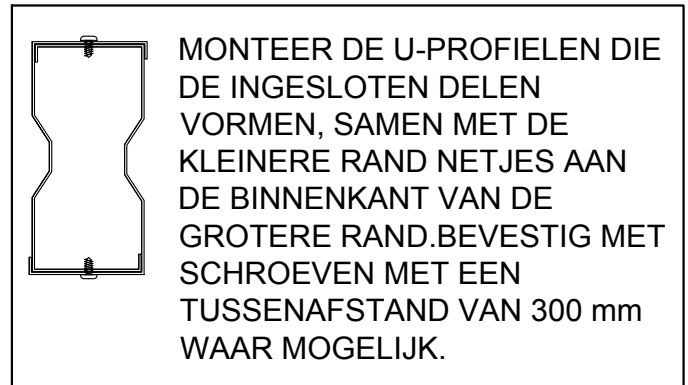 MONTEER DE U-PROFIELEN DIE
DE INGESLOTEN DELEN
VORMEN, SAMEN MET DE
KLEINERE RAND NETJES AAN
DE BINNENKANT VAN DE
GROTERE RAND.BEVESTIG MET
SCHROEVEN MET EEN
TUSSENAFSTAND VAN 300 mm
WAAR MOGELIJK.